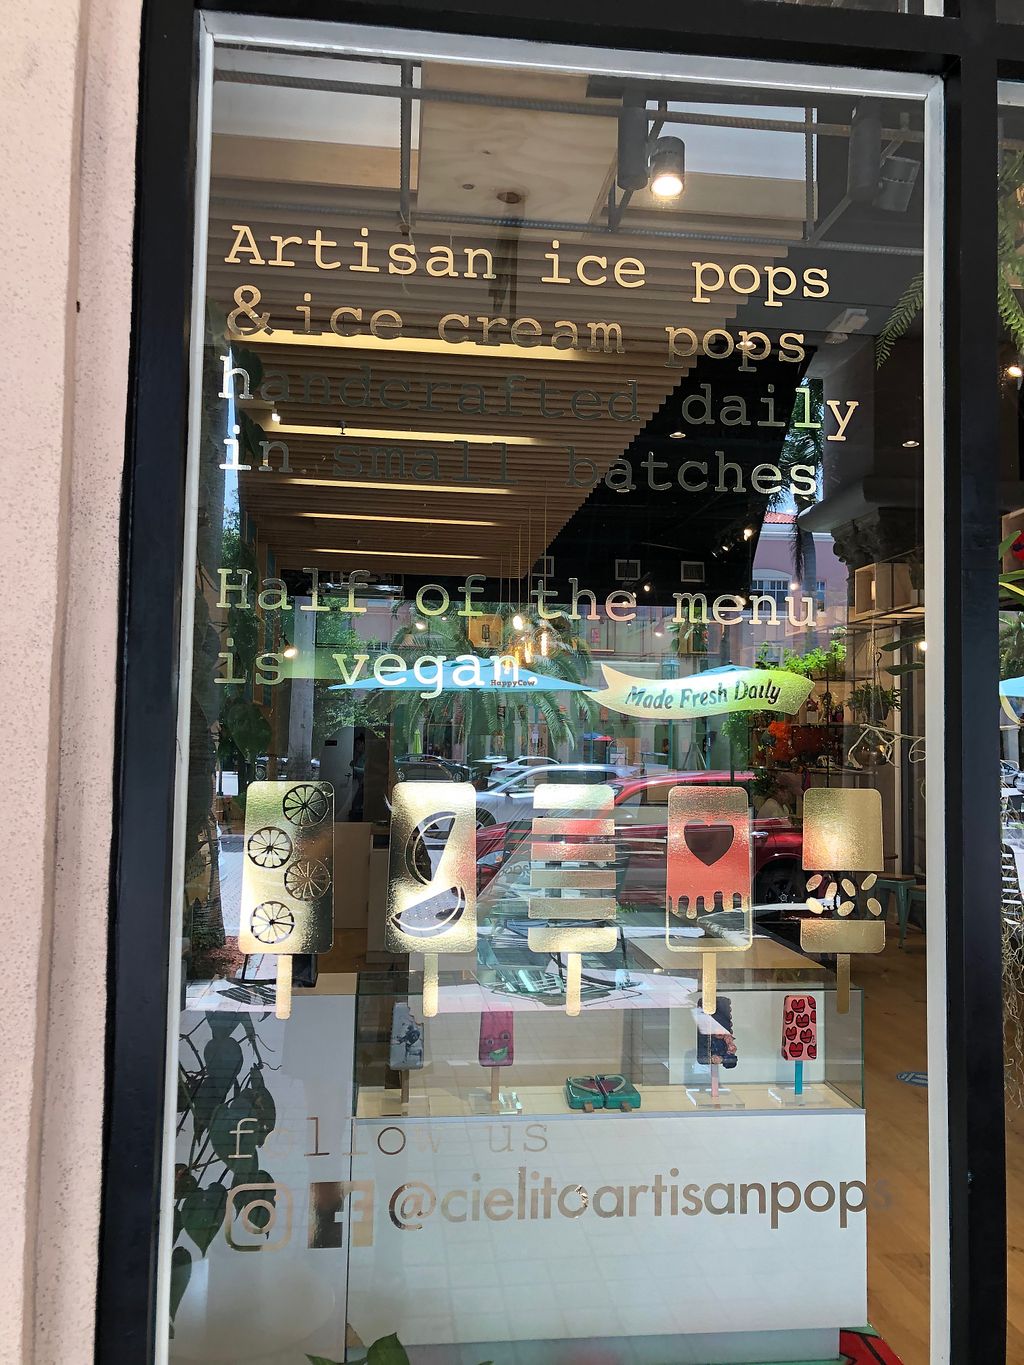 Artisan ice pops
& ice cream pops
handcrafted daily
in small batches
Half of the menu
is vegan.
HappyCow
Made Fresh Daily
follow us
@cielitoartisanpops